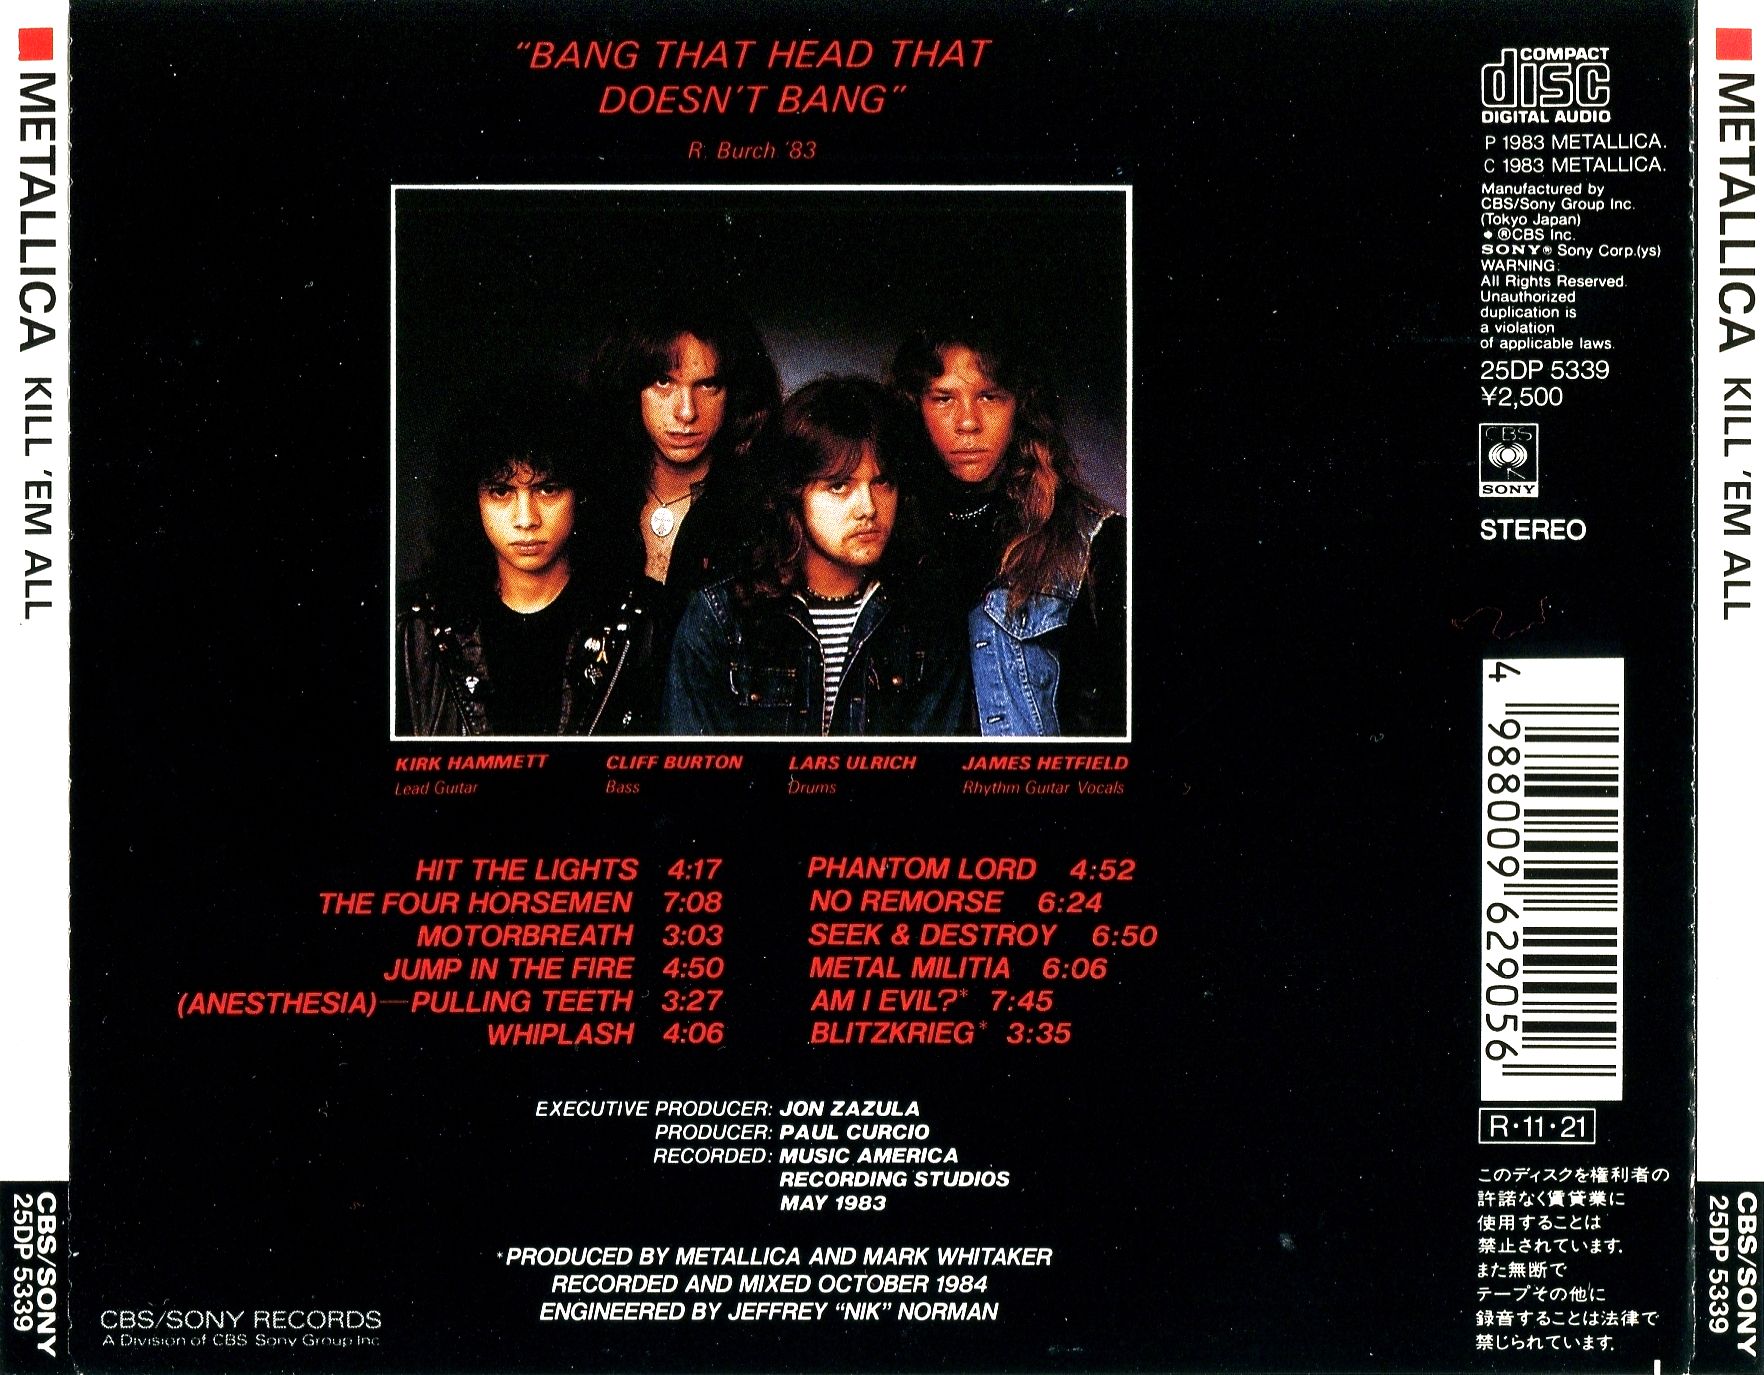 METALLICA KILL 'EM ALL
CBS/SONY
25DP 5339
"BANG THAT HEAD THAT
DOESN'T BANG"
R. Burch '83
KIRK HAMMETT
Lead Guitar
CLIFF BURTON
Bass
LARS ULRICH
Drums
JAMES HETFIELD
Rhythm Guitar Vocals
HIT THE LIGHTS 4:17
THE FOUR HORSEMEN 7:08
MOTORBREATH 3:03
JUMP IN THE FIRE 4:50
(ANESTHESIA)—PULLING TEETH 3:27
WHIPLASH 4:06
PHANTOM LORD 4:52
NO REMORSE 6:24
SEEK & DESTROY 6:50
METAL MILITIA 6:06
AM I EVIL?* 7:45
BLITZKRIEG* 3:35
EXECUTIVE PRODUCER: JON ZAZULA
PRODUCER: PAUL CURCIO
RECORDED: MUSIC AMERICA
RECORDING STUDIOS
MAY 1983
*PRODUCED BY METALLICA AND MARK WHITAKER
RECORDED AND MIXED OCTOBER 1984
ENGINEERED BY JEFFREY "NIK" NORMAN
CBS/SONY RECORDS
A Division of CBS Sony Group Inc
COMPACT
disc
DIGITAL AUDIO
P 1983 METALLICA.
C 1983 METALLICA.
Manufactured by
CBS/Sony Group Inc.
(Tokyo Japan)
● ®CBS Inc.
SONY® Sony Corp.(ys)
WARNING:
All Rights Reserved.
Unauthorized
duplication is
a violation
of applicable laws.
25DP 5339
¥2,500
CBS
SONY
STEREO
4 988009 629056
R・11・21
このディスクを権利者の
許諾なく賃貸業に
使用することは
禁止されています。
また無断で
テープその他に
録音することは法律で
禁じられています。
METALLICA KILL 'EM ALL
CBS/SONY
25DP 5339